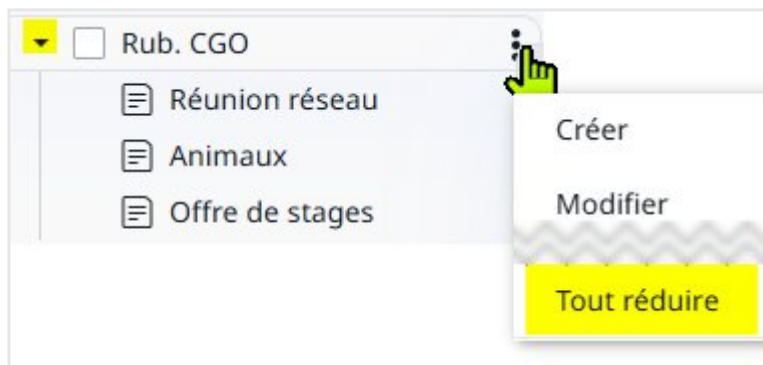 Rub. CGO
Réunion réseau
Animaux
Offre de stages
Créer
Modifier
Tout réduire